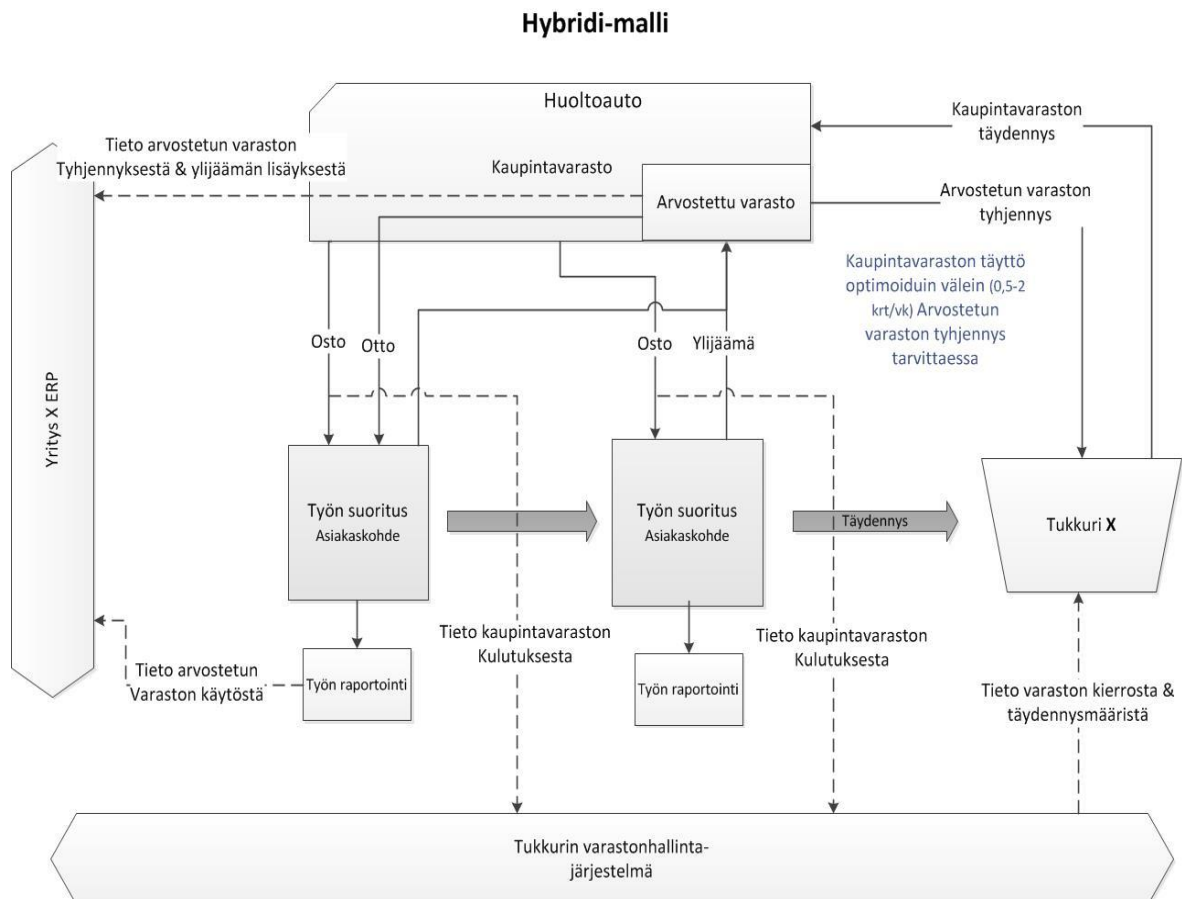 Hybridi-malli
Huoltoauto
Kaupintavaraston
täydennys
Tieto arvostetun varaston
Tyhjennyksestä & ylijäämän lisäyksestä
Kaupintavarasto
Arvostettu varasto
Arvostetun varaston
tyhjennys
Kaupintavaraston täyttö
optimoiduin välein (0,5-2
krt/vk) Arvostetun
varaston tyhjennys
tarvittaessa
Osto
Otto
Osto
Ylijäämä
Yritys X ERP
Työn suoritus
Asiakaskohde
Työn suoritus
Asiakaskohde
Täydennys
Tukkuri X
Tieto kaupintavaraston
Kulutuksesta
Tieto kaupintavaraston
Kulutuksesta
Tieto arvostetun
Varaston käytöstä
Työn raportointi
Työn raportointi
Tieto varaston kierrosta &
täydennysmääristä
Tukkurin varastonhallinta-
järjestelmä